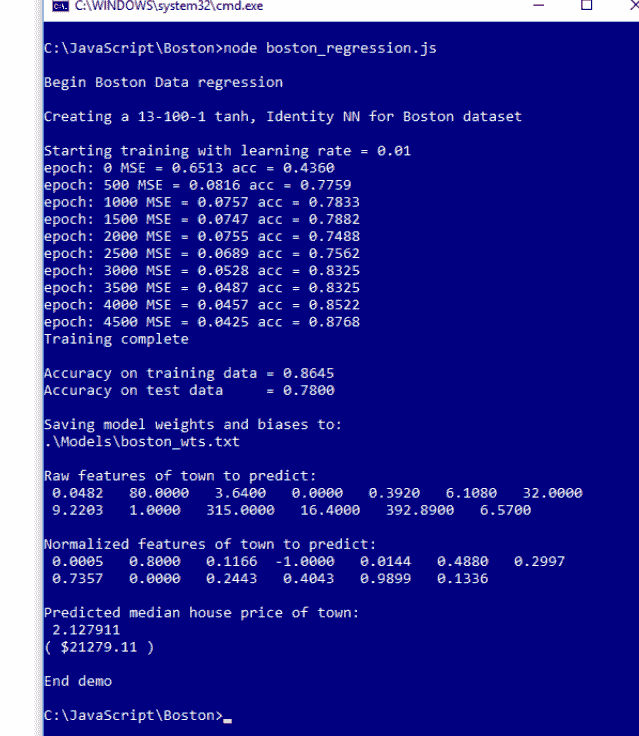 C:\WINDOWS\system32\cmd.exe
C:\JavaScript\Boston>node boston_regression.js
Begin Boston Data regression
Creating a 13-100-1 tanh, Identity NN for Boston dataset
Starting training with learning rate = 0.01
epoch: 0 MSE = 0.6513 acc = 0.4360
epoch: 500 MSE = 0.0816 acc = 0.7759
epoch: 1000 MSE = 0.0757 acc = 0.7833
epoch: 1500 MSE = 0.0747 acc = 0.7882
epoch: 2000 MSE = 0.0755 acc = 0.7488
epoch: 2500 MSE = 0.0689 acc = 0.7562
epoch: 3000 MSE = 0.0528 acc = 0.8325
epoch: 3500 MSE = 0.0487 acc = 0.8325
epoch: 4000 MSE = 0.0457 acc = 0.8522
epoch: 4500 MSE = 0.0425 acc = 0.8768
Training complete
Accuracy on training data = 0.8645
Accuracy on test data     = 0.7800
Saving model weights and biases to:
.\Models\boston_wts.txt
Raw features of town to predict:
0.0482   80.0000   3.6400   0.0000   0.3920   6.1080   32.0000
9.2203   1.0000   315.0000   16.4000   392.8900   6.5700
Normalized features of town to predict:
0.0005   0.8000   0.1166  -1.0000   0.0144   0.4880   0.2997
0.7357   0.0000   0.2443   0.4043   0.9899   0.1336
Predicted median house price of town:
2.127911
( $21279.11 )
End demo
C:\JavaScript\Boston>_